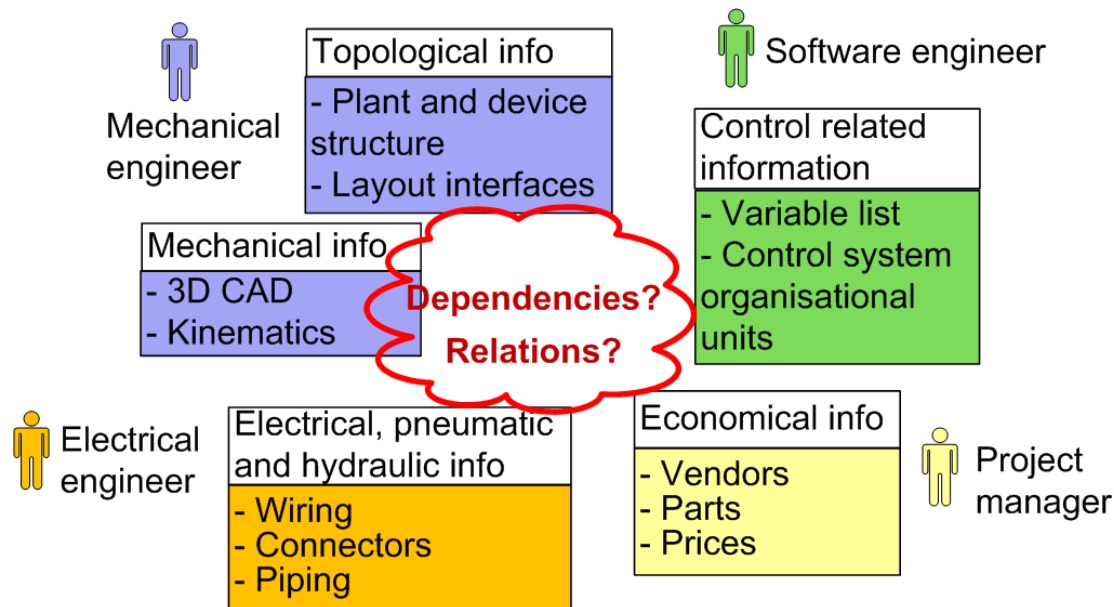 Topological info
- Plant and device
structure
- Layout interfaces
Mechanical
engineer
Software engineer
Control related
information
- Variable list
- Control system
organisational
units
Mechanical info
- 3D CAD
- Kinematics
Dependencies?
Relations?
Electrical
engineer
Electrical, pneumatic
and hydraulic info
- Wiring
- Connectors
- Piping
Economical info
- Vendors
- Parts
- Prices
Project
manager